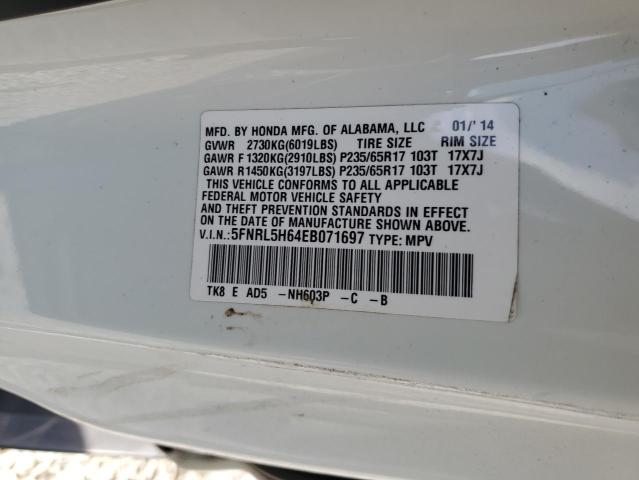 MFD. BY HONDA MFG. OF ALABAMA, LLC 01/'14
GVWR 2730KG(6019LBS) TIRE SIZE RIM SIZE
GAWR F 1320KG(2910LBS) P235/65R17 103T 17X7J
GAWR R 1450KG(3197LBS) P235/65R17 103T 17X7J
THIS VEHICLE CONFORMS TO ALL APPLICABLE
FEDERAL MOTOR VEHICLE SAFETY
AND THEFT PREVENTION STANDARDS IN EFFECT ON
THE DATE OF MANUFACTURE SHOWN ABOVE.
V.I.N.: 5FNRL5H64EB071697 TYPE: MPV
TK8 E AD5 -NH603P -C -B